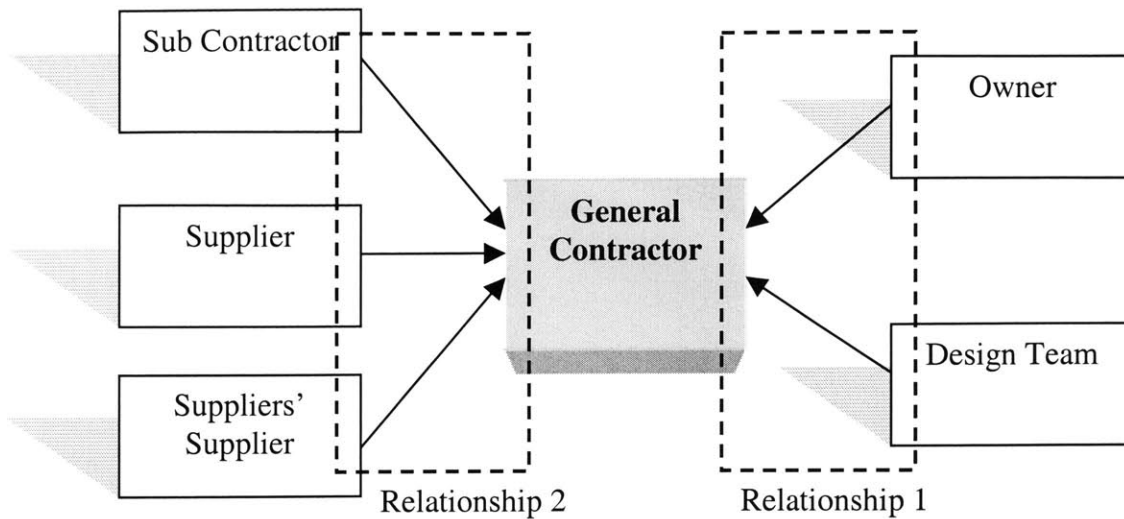 Sub Contractor
Owner
General
Contractor
Supplier
Design Team
Suppliers’
Supplier
Relationship 2
Relationship 1